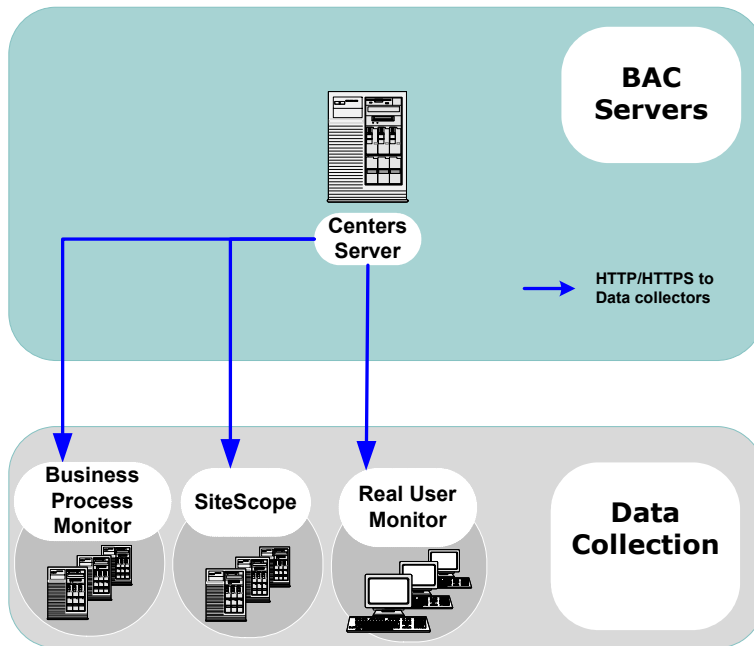 BAC
Servers
Centers
Server
HTTP/HTTPS to
Data collectors
Business
Process
Monitor
SiteScope
Real User
Monitor
Data
Collection